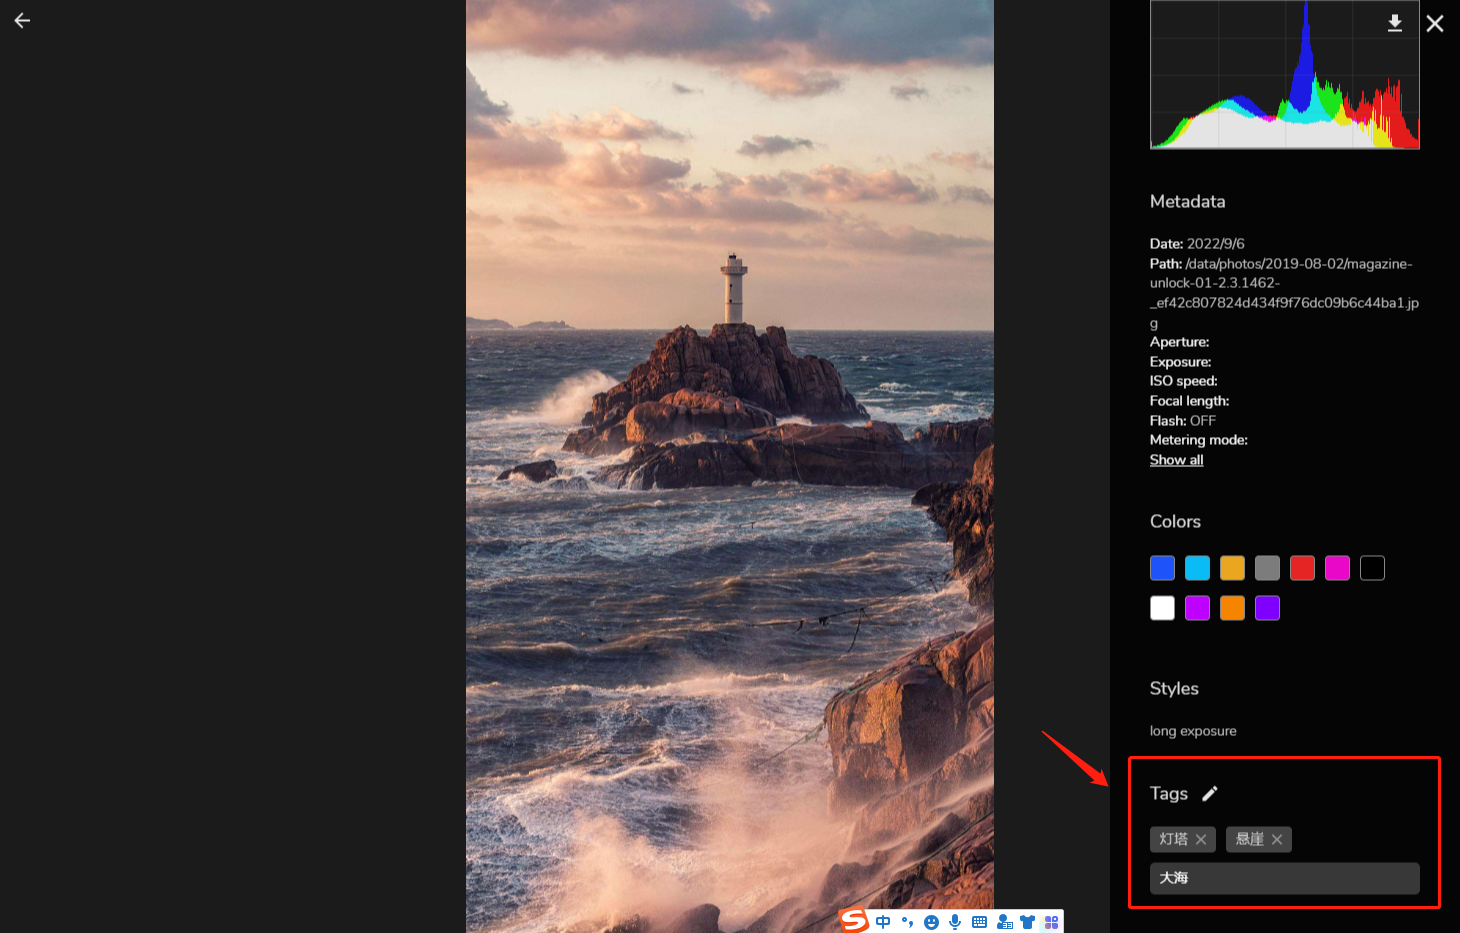 Metadata
Date: 2022/9/6
Path: /data/photos/2019-08-02/magazine-
unlock-01-2.3.1462-
_ef42c807824d434f9f76dc09b6c44ba1.jp
g
Aperture:
Exposure:
ISO speed:
Focal length:
Flash: OFF
Metering mode:
Show all
Colors
Styles
long exposure
Tags
灯塔 悬崖
大海
中